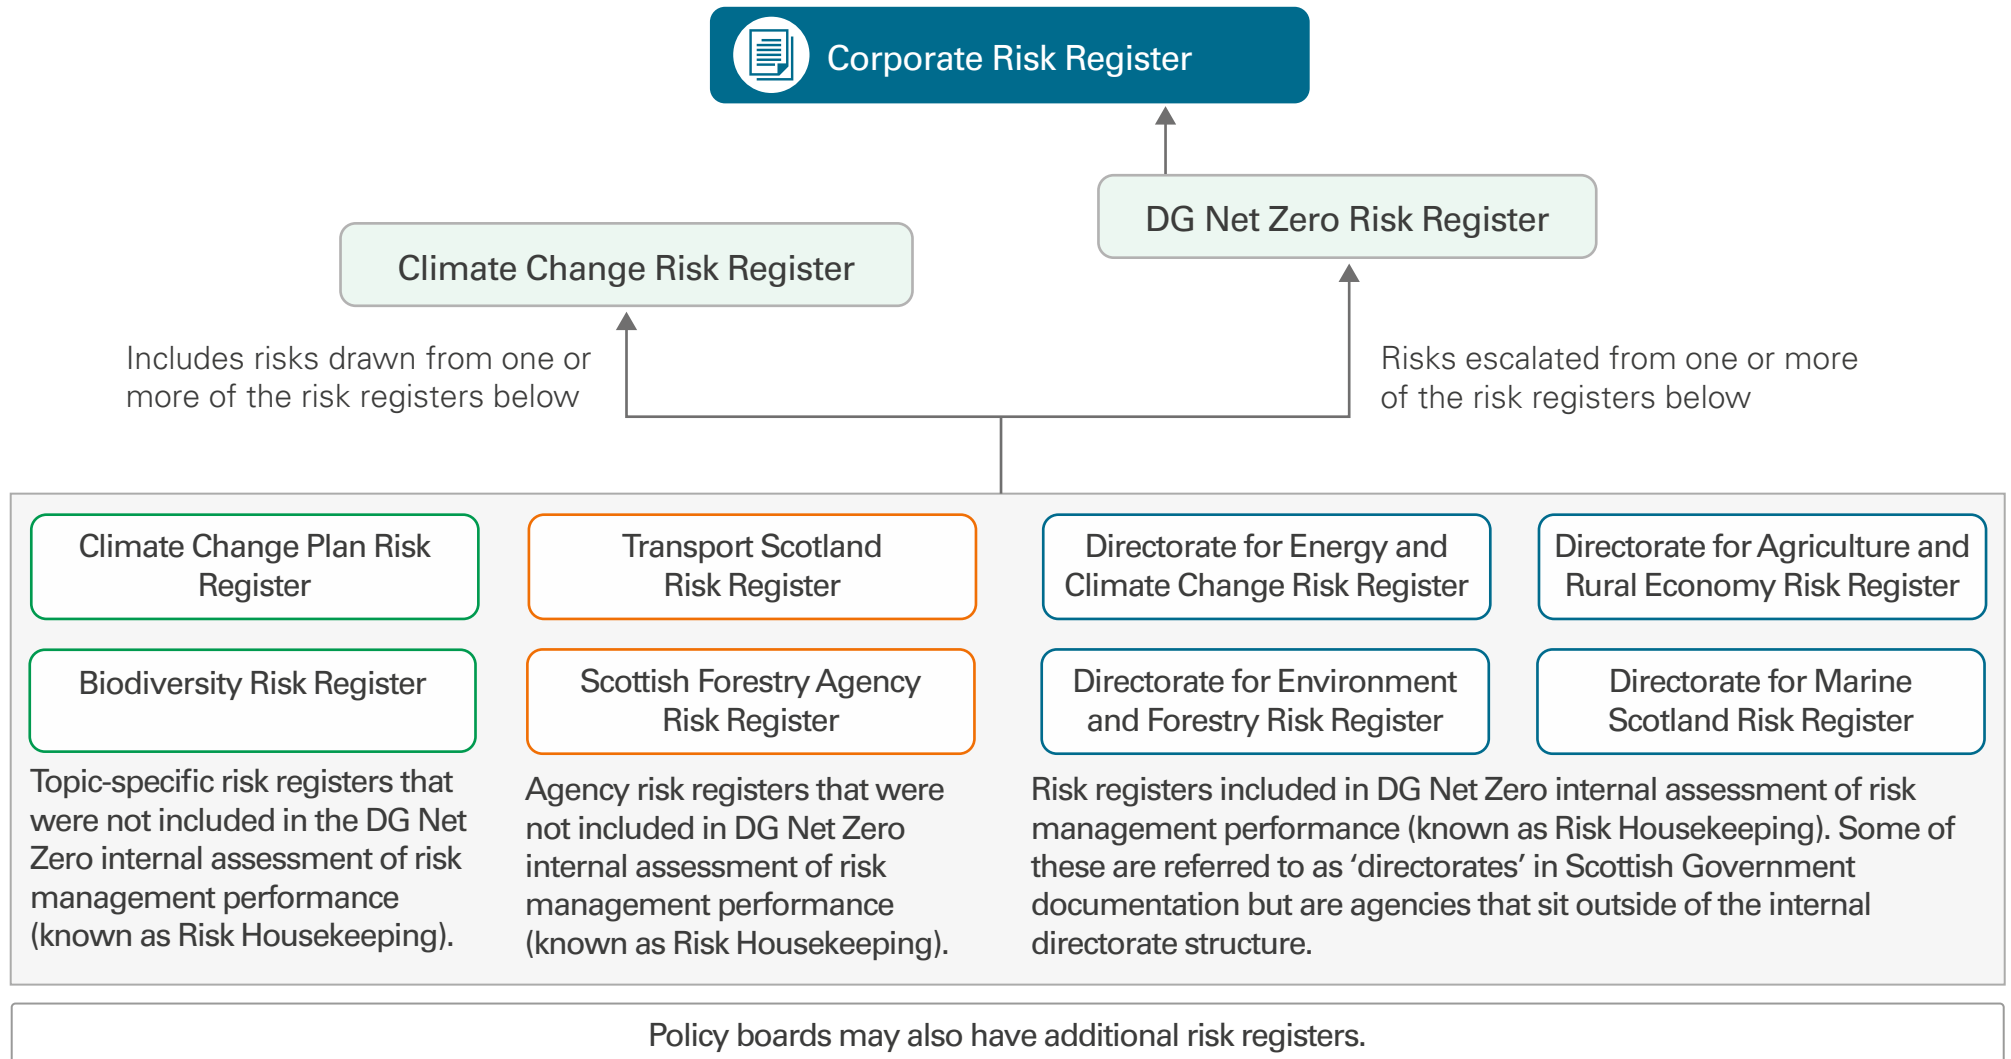 Corporate Risk Register
DG Net Zero Risk Register
Climate Change Risk Register
Includes risks drawn from one or
more of the risk registers below
Risks escalated from one or more
of the risk registers below
Climate Change Plan Risk
Register
Transport Scotland
Risk Register
Directorate for Energy and
Climate Change Risk Register
Directorate for Agriculture and
Rural Economy Risk Register
Biodiversity Risk Register
Scottish Forestry Agency
Risk Register
Directorate for Environment
and Forestry Risk Register
Directorate for Marine
Scotland Risk Register
Topic-specific risk registers that
were not included in the DG Net
Zero internal assessment of risk
management performance
(known as Risk Housekeeping).
Agency risk registers that were
not included in DG Net Zero
internal assessment of risk
management performance
(known as Risk Housekeeping).
Risk registers included in DG Net Zero internal assessment of risk
management performance (known as Risk Housekeeping). Some of
these are referred to as ‘directorates’ in Scottish Government
documentation but are agencies that sit outside of the internal
directorate structure.
Policy boards may also have additional risk registers.